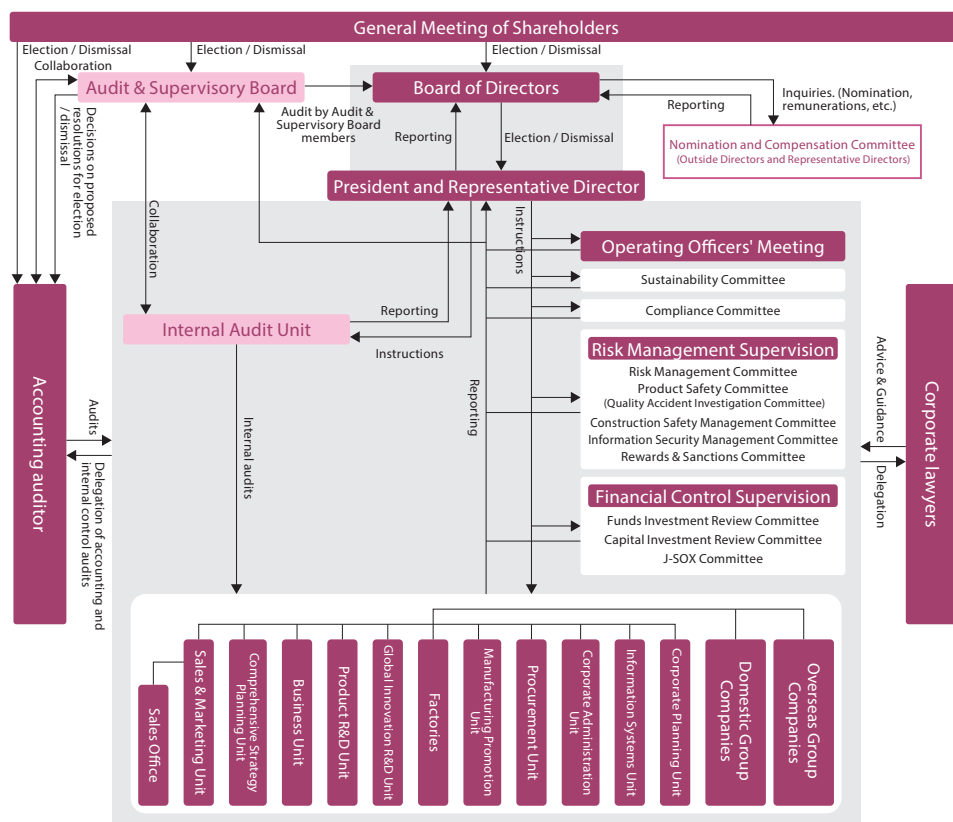 General Meeting of Shareholders
Election / Dismissal
Election / Dismissal
Election / Dismissal
Collaboration
Audit & Supervisory Board
Board of Directors
Inquiries. (Nomination,
remunerations, etc.)
Reporting
Audit by Audit &
Supervisory Board
members
Reporting
Election / Dismissal
Nomination and Compensation Committee
(Outside Directors and Representative Directors)
Decisions on proposed
resolutions for election
/ dismissal
President and Representative Director
Collaboration
Instructions
Operating Officers' Meeting
Sustainability Committee
Compliance Committee
Internal Audit Unit
Reporting
Instructions
Risk Management Supervision
Risk Management Committee
Product Safety Committee
(Quality Accident Investigation Committee)
Construction Safety Management Committee
Information Security Management Committee
Rewards & Sanctions Committee
Reporting
Internal audits
Accounting
auditor
Audits
Delegation of accounting and
internal control audits
Advice & Guidance
Delegation
Corporate lawyers
Financial Control Supervision
Funds Investment Review Committee
Capital Investment Review Committee
J-SOX Committee
Sales Office
Sales & Marketing Unit
Comprehensive Strategy
Planning Unit
Business Unit
Product R&D Unit
Global Innovation R&D Unit
Factories
Manufacturing Promotion
Unit
Procurement Unit
Corporate Administration
Unit
Information Systems Unit
Corporate Planning Unit
Domestic Group
Companies
Overseas Group
Companies